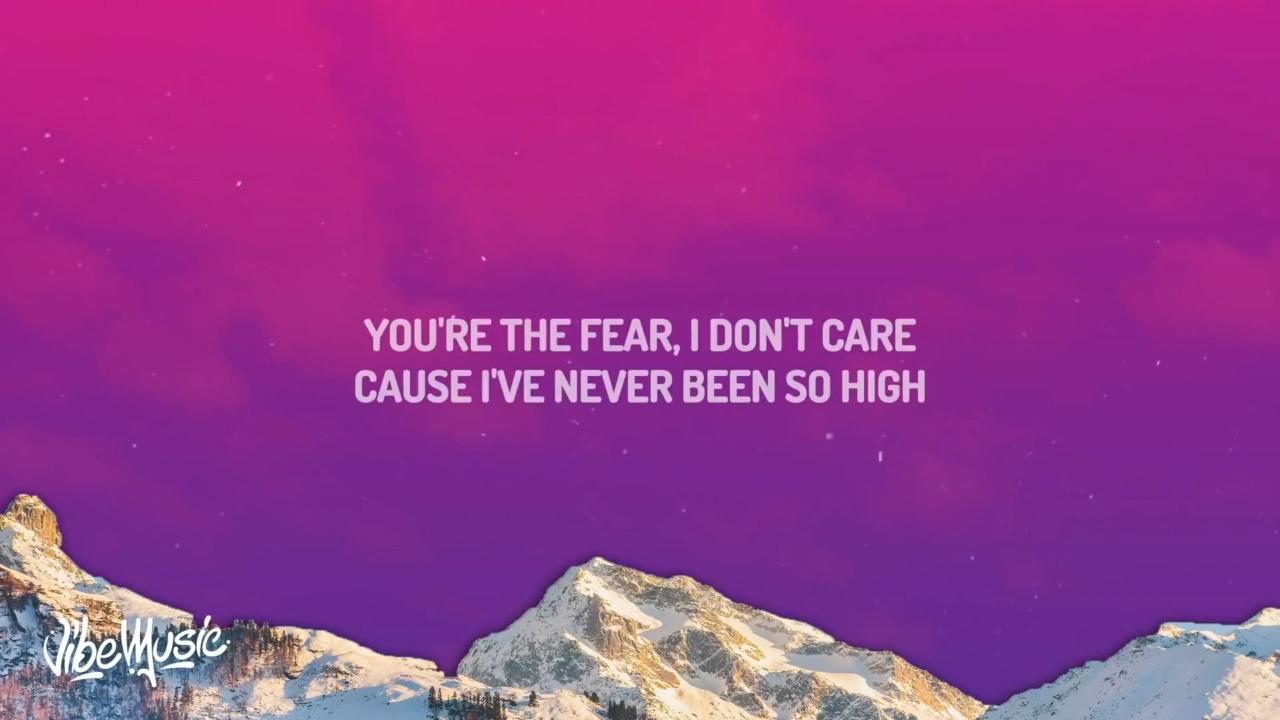 YOU'RE THE FEAR, I DON'T CARE
CAUSE I'VE NEVER BEEN SO HIGH
VibeMusic.